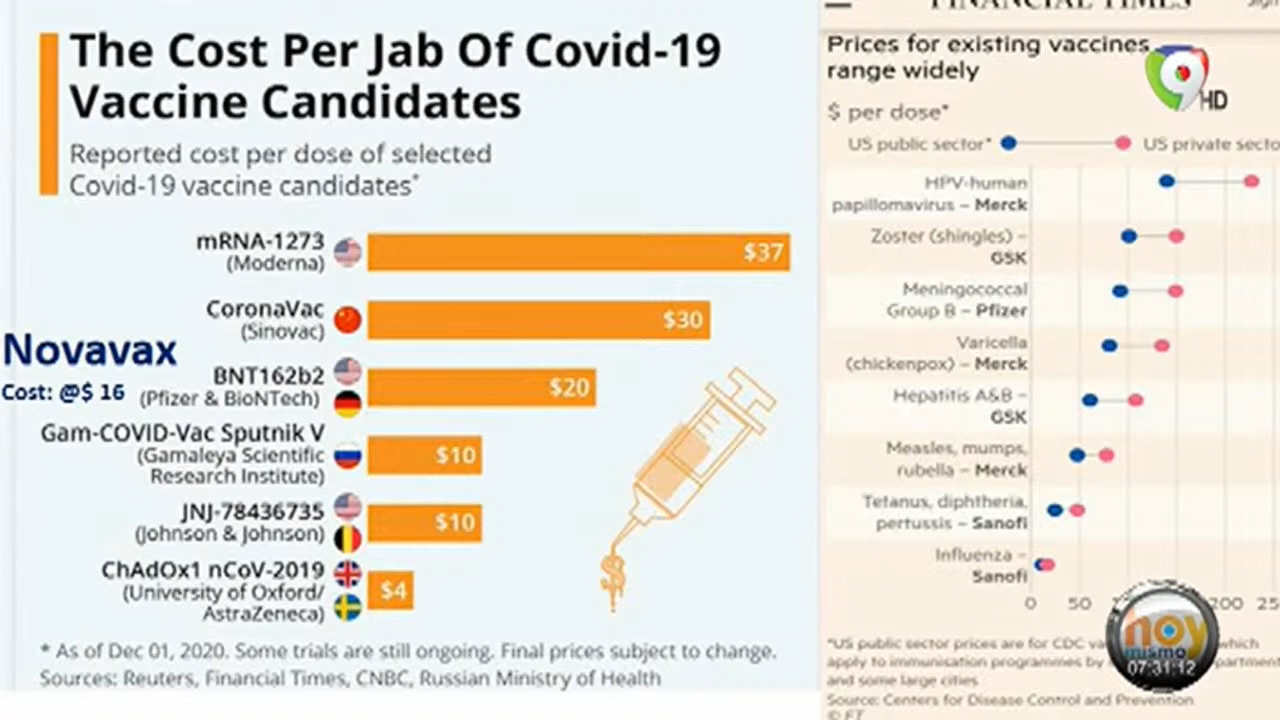 The Cost Per Jab Of Covid-19
Vaccine Candidates
Reported cost per dose of selected
Covid-19 vaccine candidates*
mRNA-1273
(Moderna)
$37
CoronaVac
(Sinovac)
$30
Novavax
Cost: @$ 16
BNT162b2
(Pfizer & BioNTech)
$20
Gam-COVID-Vac Sputnik V
(Gamaleya Scientific
Research Institute)
$10
JNJ-78436735
(Johnson & Johnson)
$10
ChAdOx1 nCoV-2019
(University of Oxford/
AstraZeneca)
$4
* As of Dec 01, 2020. Some trials are still ongoing. Final prices subject to change.
Sources: Reuters, Financial Times, CNBC, Russian Ministry of Health
FINANCIAL TIMES
Prices for existing vaccines
range widely
9
HD
$ per dose*
US public sector*
US private secto
HPV-human
papillomavirus – Merck
Zoster (shingles) –
GSK
Meningococcal
Group B – Pfizer
Varicella
(chickenpox) – Merck
Hepatitis A&B –
GSK
Measles, mumps,
rubella – Merck
Tetanus, diphtheria,
pertussis – Sanofi
Influenza –
Sanofi
0 50 200 25
hoy
mismo
07:31:12
*US public sector prices are for CDC va which
apply to immunisation programmes by partment
and some large cities
Source: Centers for Disease Control and Prevention
© FT